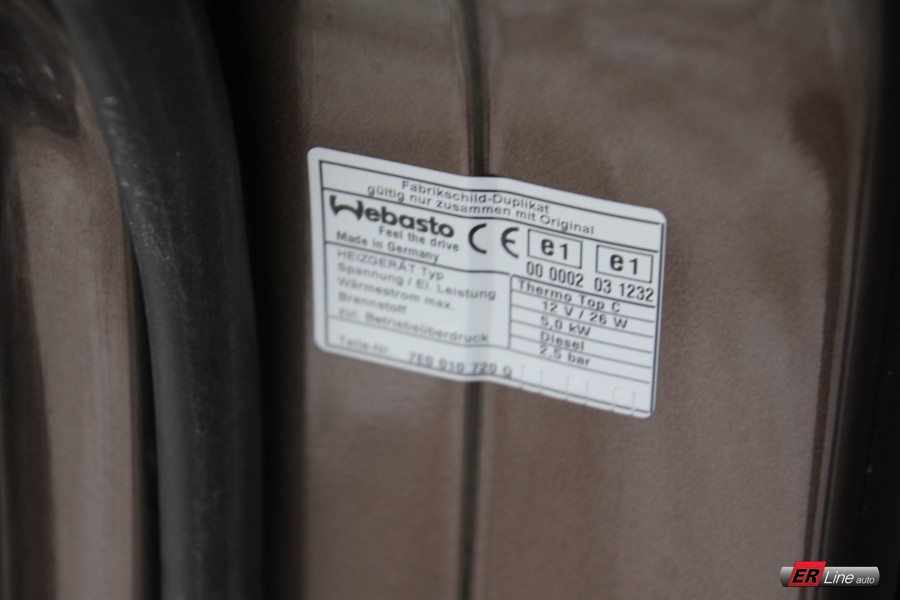 Fabrikschild-Duplikat
gültig nur zusammen mit Original
Webasto
Feel the drive
Made in Germany
CE
e1
e1
00 0002
03 1232
HEIZGERÄT Typ
Thermo Top C
Spannung / El. Leistung
12 V / 26 W
Wärmestrom max.
5,0 kW
Brennstoff
Diesel
zul. Betriebsüberdruck
2,5 bar
Teile-Nr
7E0 010 720
ER Line auto